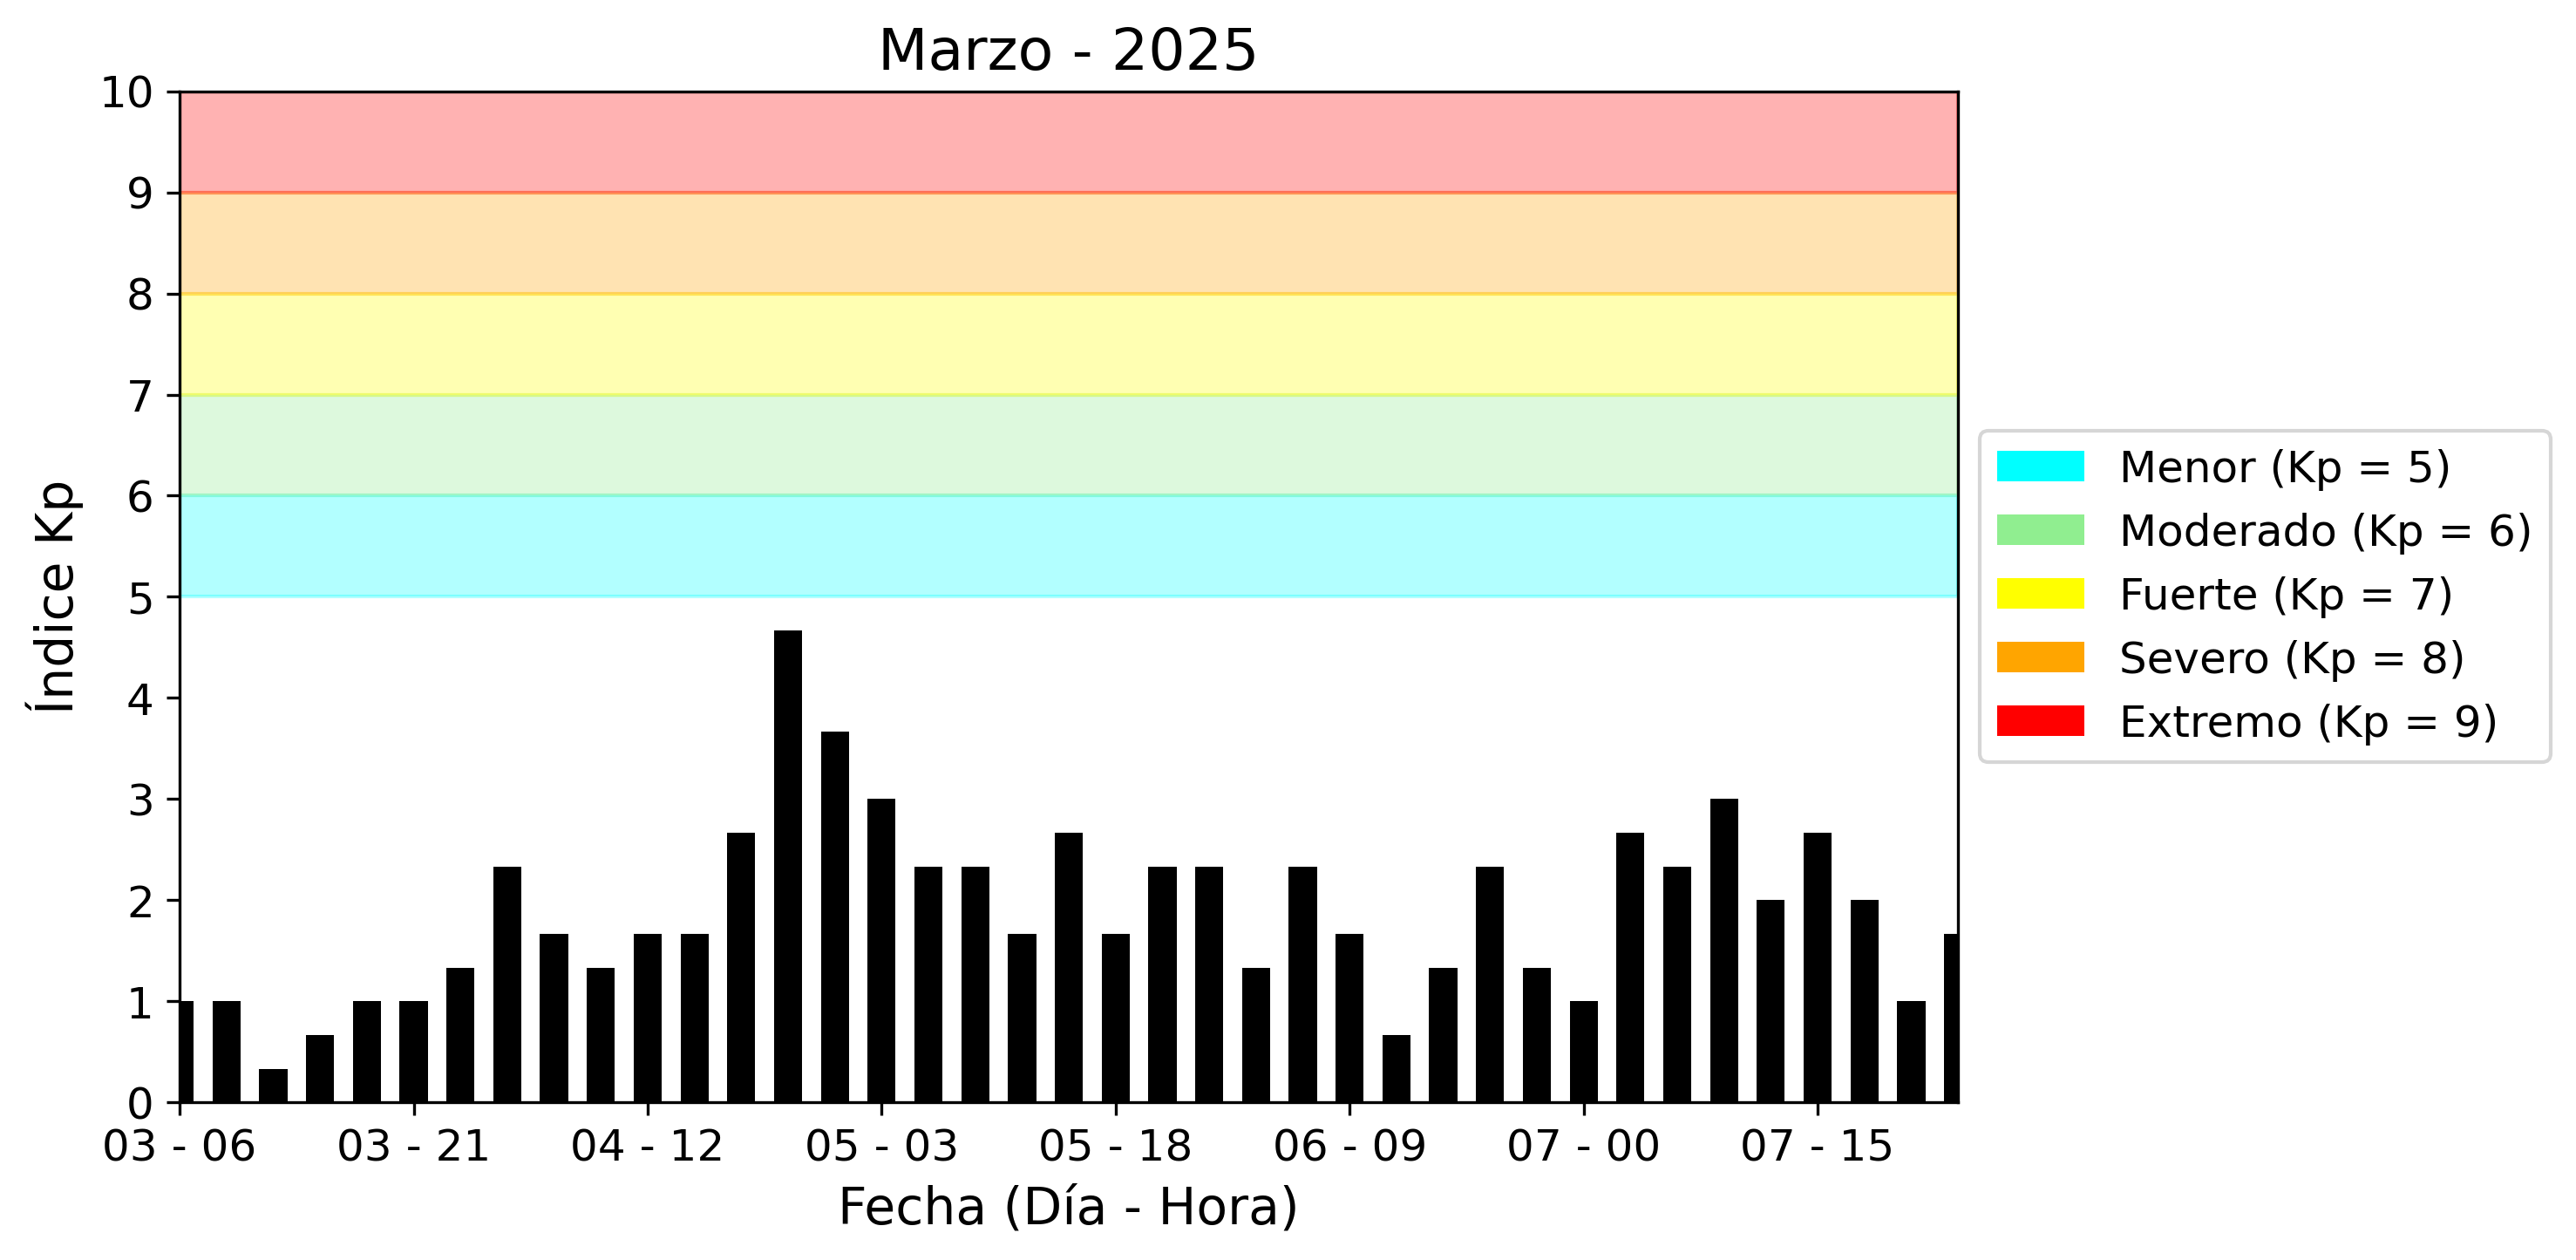 Marzo - 2025
10
9
8
7
6
5
4
3
2
1
0
Índice Kp
03 - 06
03 - 21
04 - 12
05 - 03
05 - 18
06 - 09
07 - 00
07 - 15
Fecha (Día - Hora)
Menor (Kp = 5)
Moderado (Kp = 6)
Fuerte (Kp = 7)
Severo (Kp = 8)
Extremo (Kp = 9)